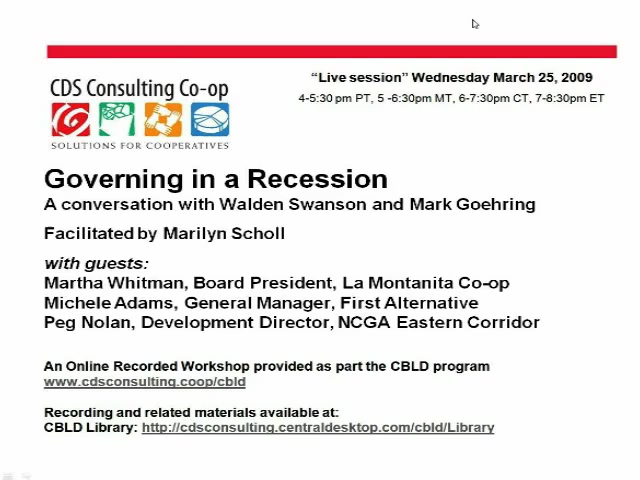 “Live session” Wednesday March 25, 2009
4-5:30 pm PT, 5 -6:30pm MT, 6-7:30pm CT, 7-8:30pm ET
CDS Consulting Co-op
SOLUTIONS FOR COOPERATIVES
Governing in a Recession
A conversation with Walden Swanson and Mark Goehring
Facilitated by Marilyn Scholl
with guests:
Martha Whitman, Board President, La Montanita Co-op
Michele Adams, General Manager, First Alternative
Peg Nolan, Development Director, NCGA Eastern Corridor
An Online Recorded Workshop provided as part the CBLD program
www.cdsconsulting.coop/cbld
Recording and related materials available at:
CBLD Library: http://cdsconsulting.centraldesktop.com/cbld/Library